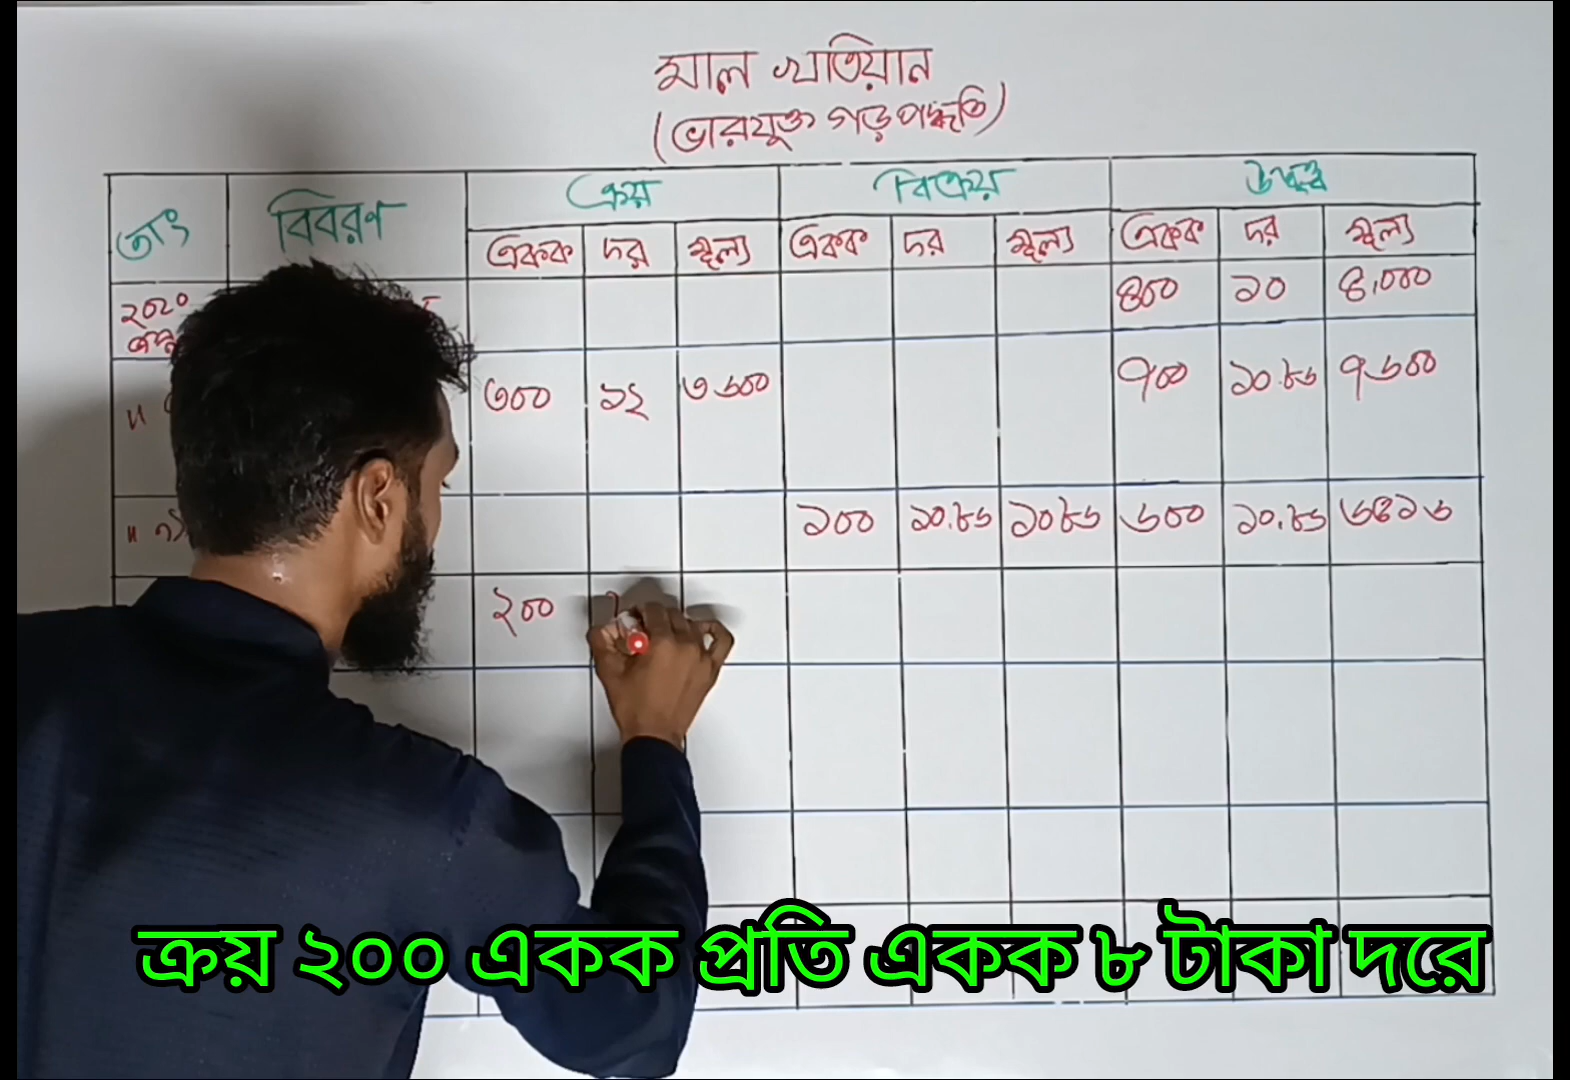 মাল খতিয়ান
(ভারযুক্ত গড় পদ্ধতি)
তাং বিবরণ ক্রয় বিক্রয় উদ্বৃত্ত
একক দর মূল্য একক দর মূল্য একক দর মূল্য
২০২০ ৪০০ ১০ ৪,০০০
" ৩০০ ১২ ৩৬০০ ৭০০ ১০.৮৬ ৭৬০০
" ১০০ ১০.৮৬ ১০৮৬ ৬০০ ১০.৮৬ ৬৫১৬
২০০
ক্রয় ২০০ একক প্রতি একক ৮ টাকা দরে